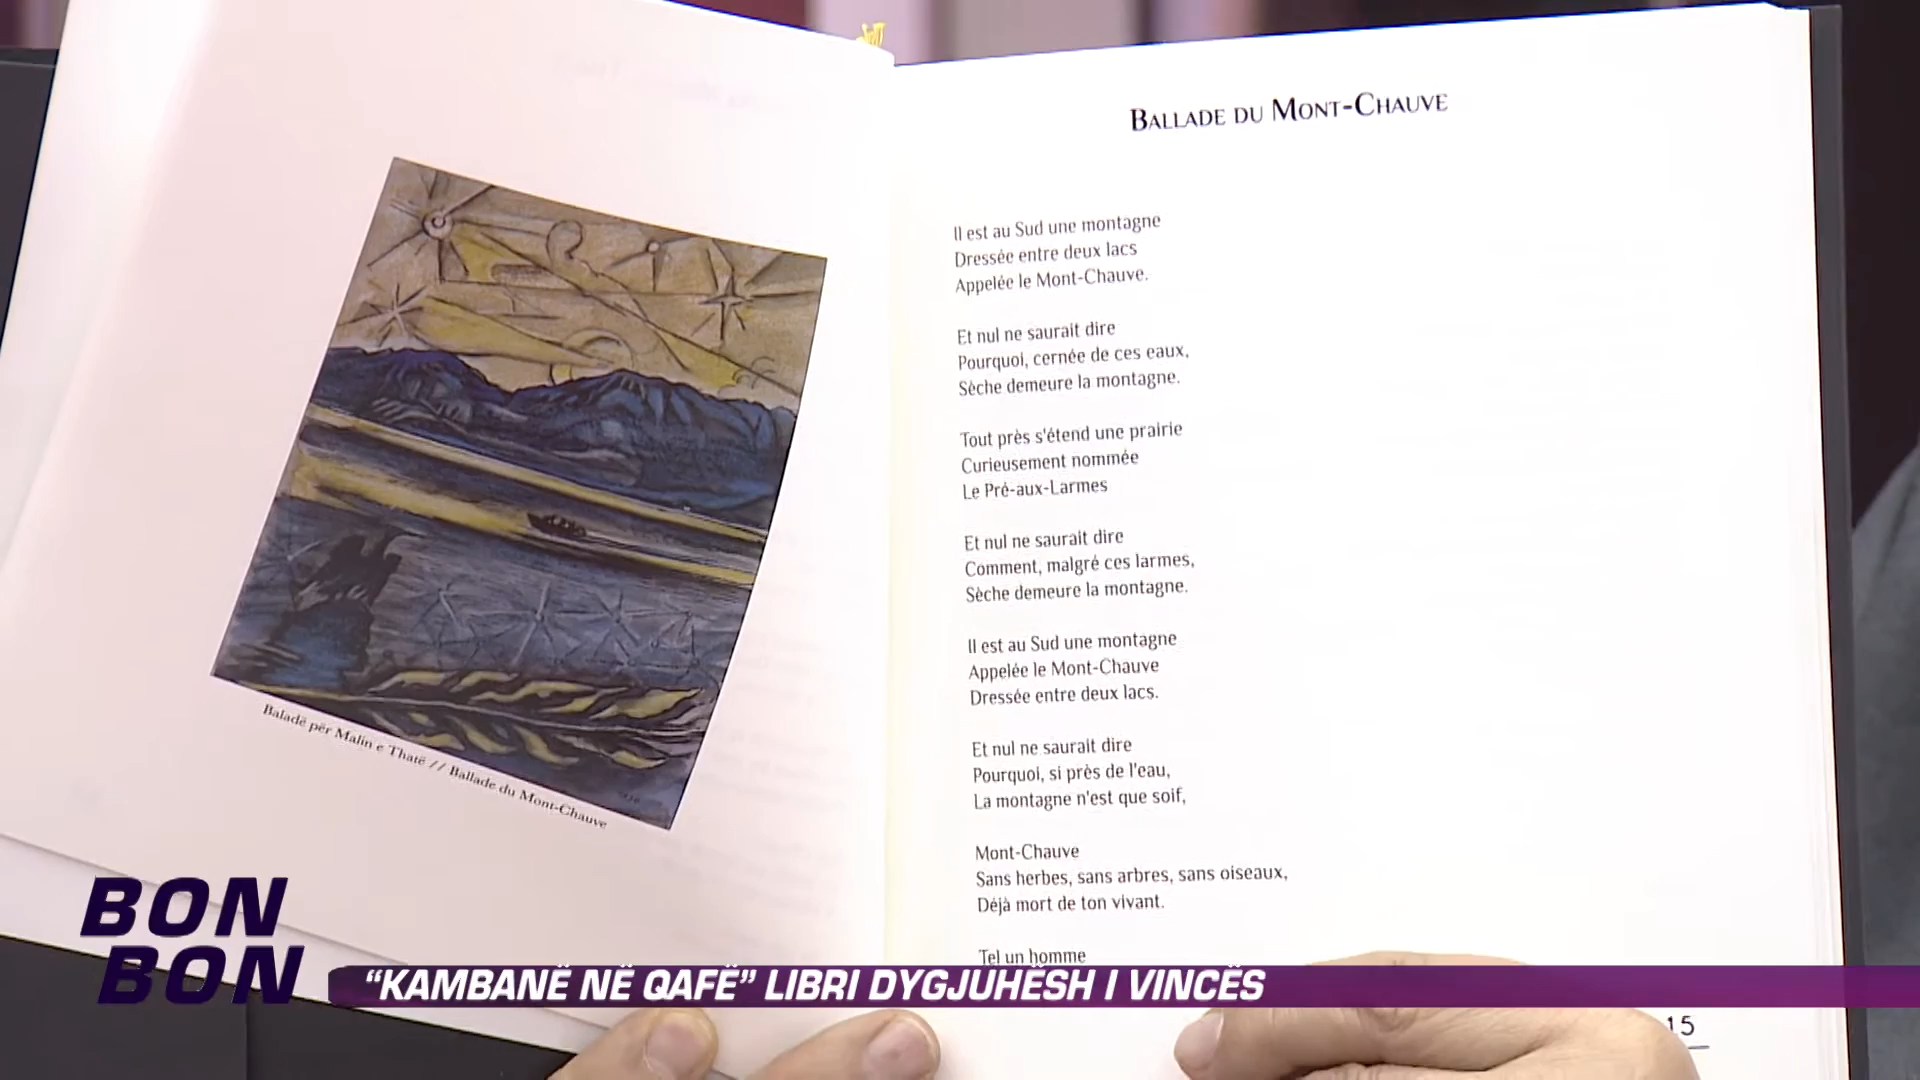 Baladë për Malin e Thatë // Ballade du Mont-Chauve
Ballade du Mont-Chauve
Il est au Sud une montagne
Dressée entre deux lacs
Appelée le Mont-Chauve.
Et nul ne saurait dire
Pourquoi, cernée de ces eaux,
Sèche demeure la montagne.
Tout près s'étend une prairie
Curieusement nommée
Le Pré-aux-Larmes
Et nul ne saurait dire
Comment, malgré ces larmes,
Sèche demeure la montagne.
Il est au Sud une montagne
Appelée le Mont-Chauve
Dressée entre deux lacs.
Et nul ne saurait dire
Pourquoi, si près de l'eau,
La montagne n'est que soif,
Mont-Chauve
Sans herbes, sans arbres, sans oiseaux,
Déjà mort de ton vivant.
Tel un homme
15
BON
BON
“KAMBANË NË QAFË” LIBRI DYGJUHËSH I VINCËS